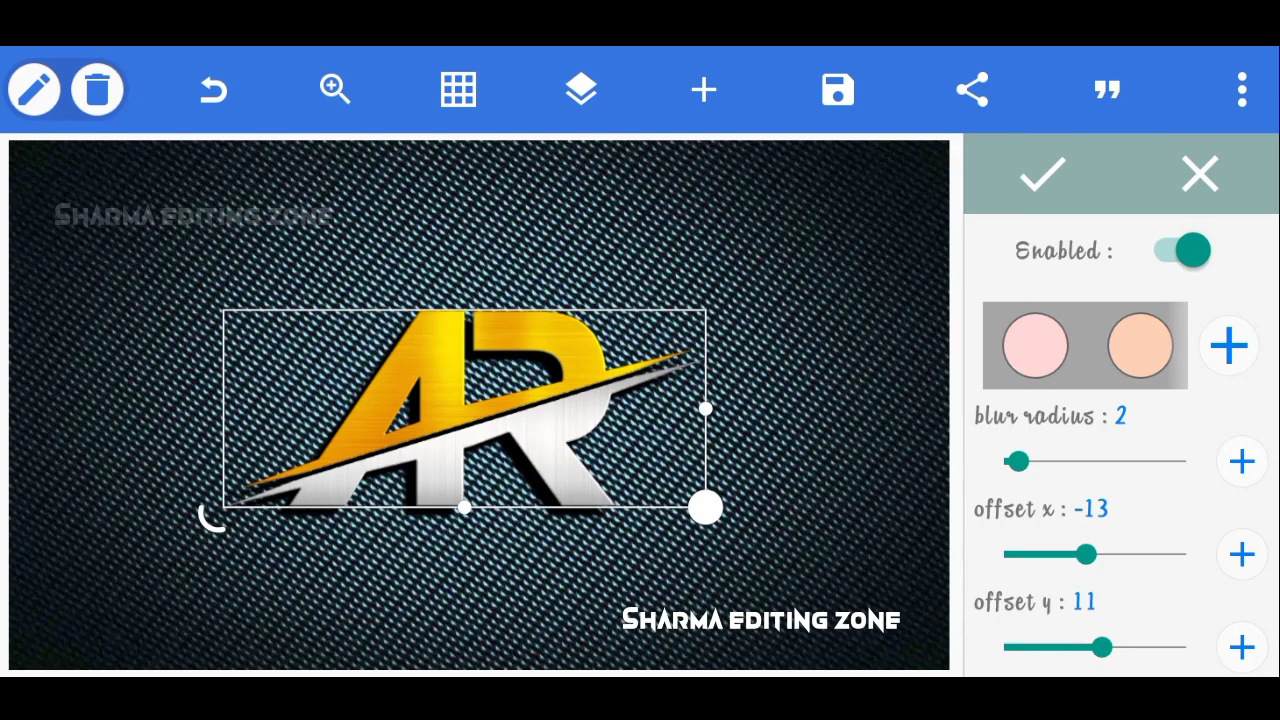 Sharma editing zone
Enabled :
AR
blur radius : 2
offset x : -13
offset y : 11
Sharma editing zone